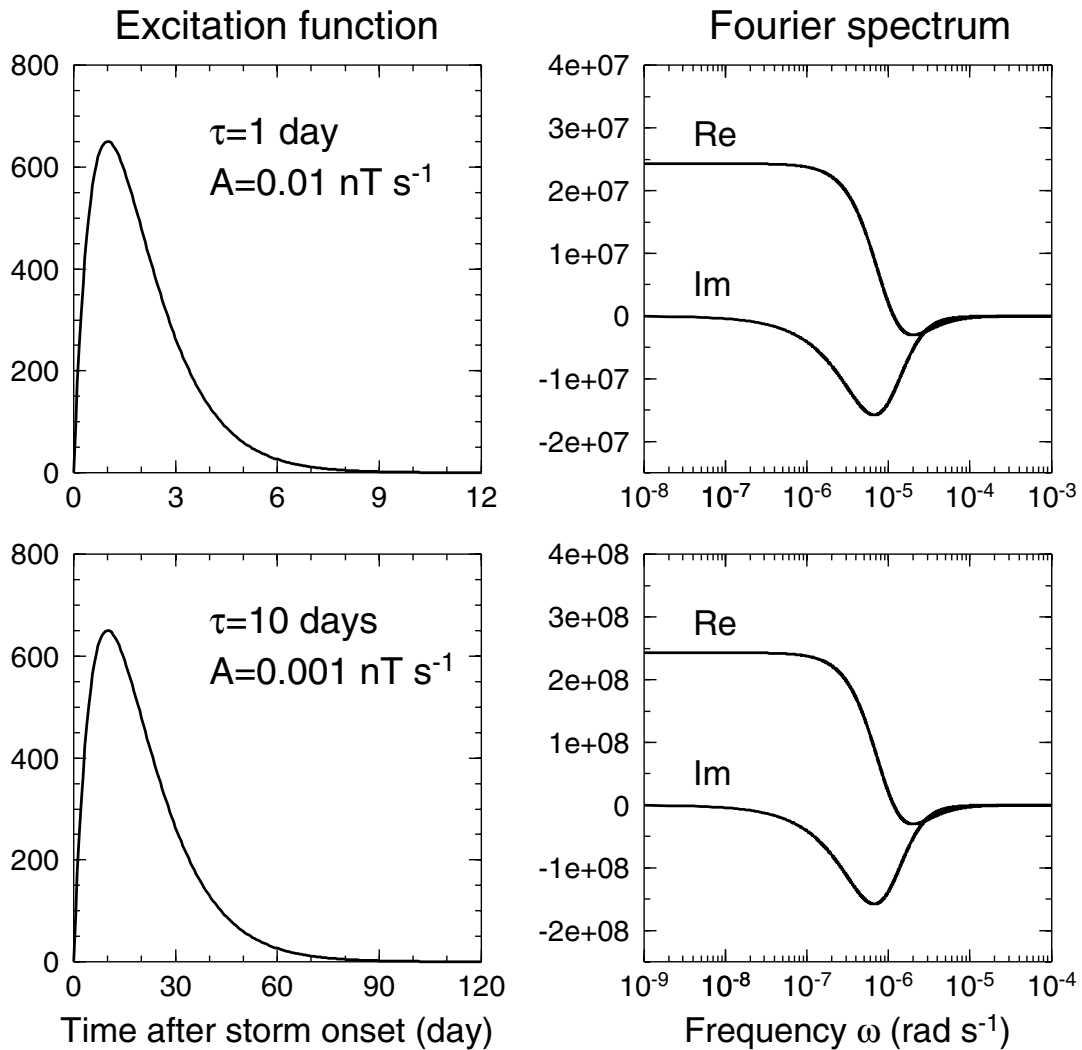 Excitation function
Fourier spectrum
800
600
400
200
0
0 3 6 9 12
τ=1 day
A=0.01 nT s-1
4e+07
3e+07
2e+07
1e+07
0
-1e+07
-2e+07
Re
Im
10-8 10-7 10-6 10-5 10-4 10-3
800
600
400
200
0
0 30 60 90 120
τ=10 days
A=0.001 nT s-1
Time after storm onset (day)
4e+08
3e+08
2e+08
1e+08
0
-1e+08
-2e+08
Re
Im
10-9 10-8 10-7 10-6 10-5 10-4
Frequency ω (rad s-1)